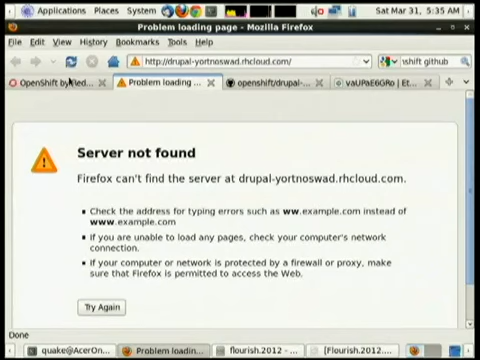 Applications Places System Sat Mar 31, 5:35 AM
Problem loading page - Mozilla Firefox
File Edit View History Bookmarks Tools Help
http://drupal-yortnoswad.rhcloud.com/ shift github
OpenShift by Red... Problem loading ... openshift/drupal-... vaUPaE6GRo | Et...
Server not found
Firefox can't find the server at drupal-yortnoswad.rhcloud.com.
Check the address for typing errors such as ww.example.com instead of
www.example.com
If you are unable to load any pages, check your computer's network
connection.
If your computer or network is protected by a firewall or proxy, make
sure that Firefox is permitted to access the Web.
Try Again
Done
quake@AcerOn... Problem loadin... flourish.2012 - ... [Flourish.2012 ...